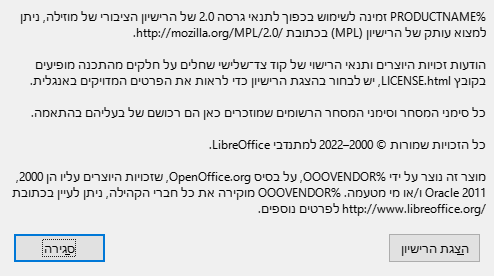 %PRODUCTNAME זמינה לשימוש בכפוך לתנאי גרסה 2.0 של הרישיון הציבורי של מוזילה, ניתן
למצוא עותק של הרישיון (MPL) בכתובת http://mozilla.org/MPL/2.0/.
הודעות זכויות היוצרים ותנאי הרישוי של קוד צד־שלישי שחלים על חלקים מהתכנה מופיעים
בקובץ LICENSE.html, יש לבחור בהצגת הרישיון כדי לראות את הפרטים המדויקים באנגלית.
כל סימני המסחר וסימני המסחר הרשומים שמוזכרים כאן הם רכושם של בעליהם בהתאמה.
כל הזכויות שמורות © 2000–2022 למתנדבי LibreOffice.
מוצר זה נוצר על ידי %OOOVENDOR, על בסיס OpenOffice.org, שזכויות היוצרים עליו הן 2000,
2011 Oracle ו/או מי מטעמה. %OOOVENDOR מוקירה את כל חברי הקהילה, ניתן לעיין בכתובת
http://www.libreoffice.org/ לפרטים נוספים.
הצגת הרישיון
סגירה